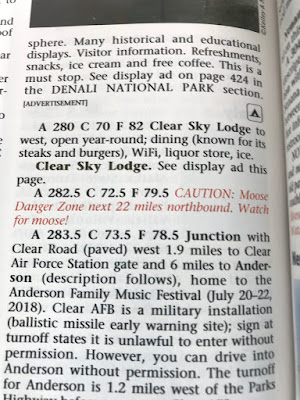 sphere. Many historical and educational
displays. Visitor information. Refreshments,
snacks, ice cream and free coffee. This is a
must stop. See display ad on page 424 in
the DENALI NATIONAL PARK section.
[ADVERTISEMENT]
A 280 C 70 F 82 Clear Sky Lodge to
west, open year-round; dining (known for its
steaks and burgers), WiFi, liquor store, ice.
Clear Sky Lodge. See display ad this
page.
A 282.5 C 72.5 F 79.5 CAUTION: Moose
Danger Zone next 22 miles northbound. Watch
for moose!
A 283.5 C 73.5 F 78.5 Junction with
Clear Road (paved) west 1.9 miles to Clear
Air Force Station gate and 6 miles to Ander-
son (description follows), home to the
Anderson Family Music Festival (July 20–22,
2018). Clear AFB is a military installation
(ballistic missile early warning site); sign at
turnoff states it is unlawful to enter without
permission. However, you can drive into
Anderson without permission. The turnoff
for Anderson is 1.2 miles west of the Parks
Highway